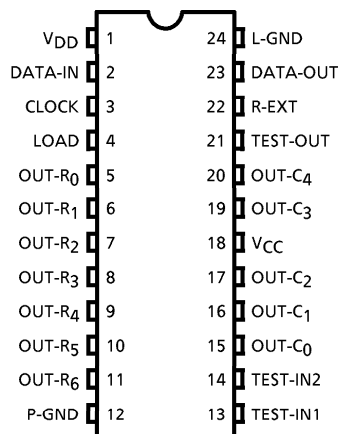 VDD 1 24 L-GND
DATA-IN 2 23 DATA-OUT
CLOCK 3 22 R-EXT
LOAD 4 21 TEST-OUT
OUT-R0 5 20 OUT-C4
OUT-R1 6 19 OUT-C3
OUT-R2 7 18 VCC
OUT-R3 8 17 OUT-C2
OUT-R4 9 16 OUT-C1
OUT-R5 10 15 OUT-C0
OUT-R6 11 14 TEST-IN2
P-GND 12 13 TEST-IN1